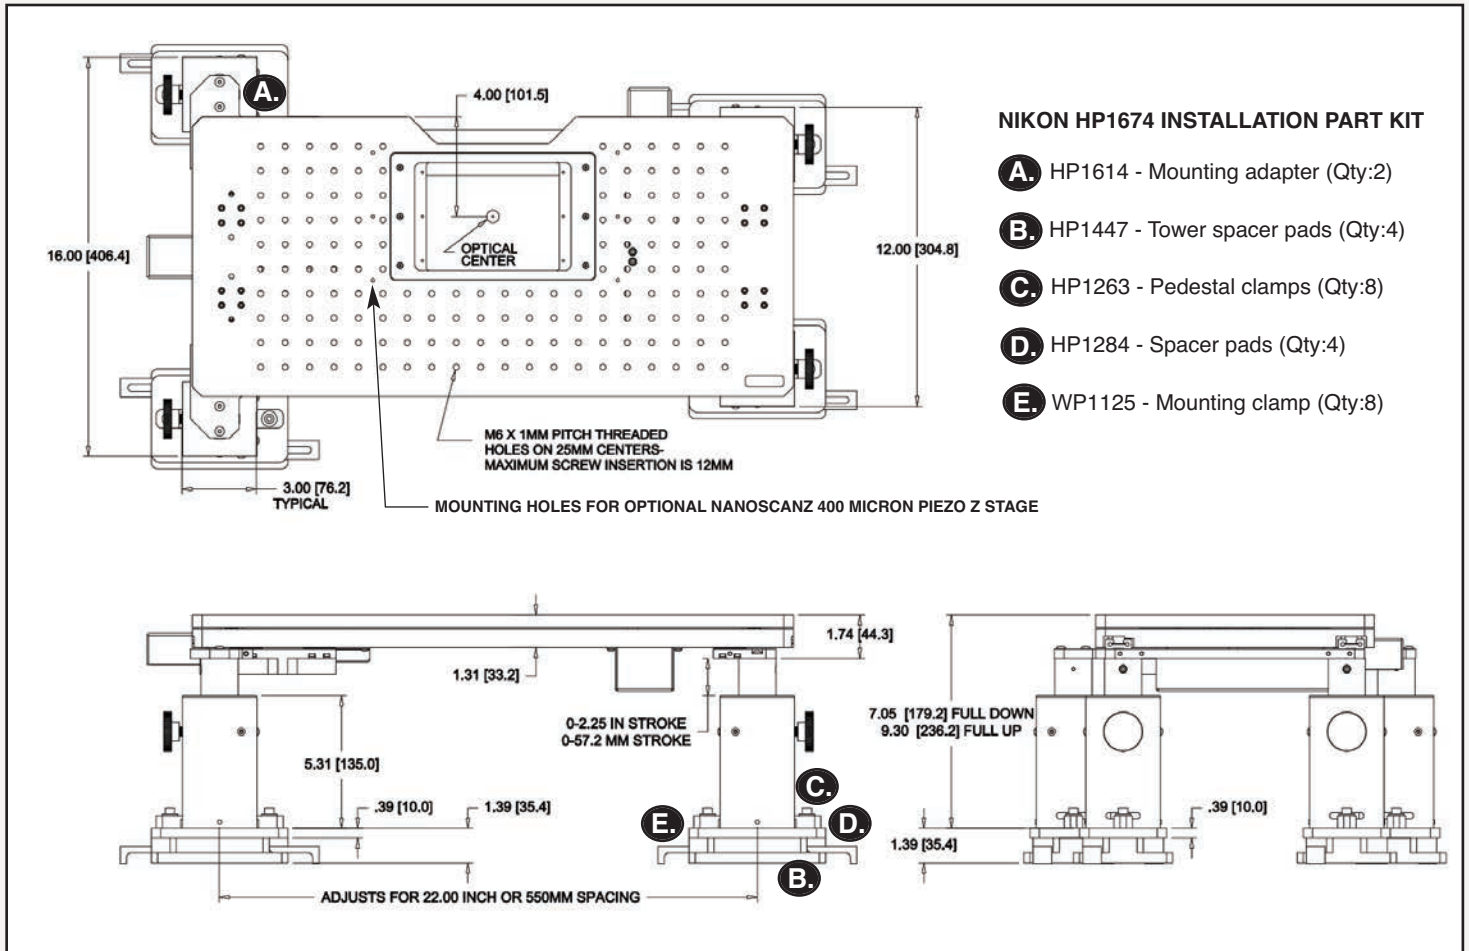 A.
4.00 [101.5]
NIKON HP1674 INSTALLATION PART KIT
A. HP1614 - Mounting adapter (Qty:2)
B. HP1447 - Tower spacer pads (Qty:4)
C. HP1263 - Pedestal clamps (Qty:8)
D. HP1284 - Spacer pads (Qty:4)
E. WP1125 - Mounting clamp (Qty:8)
16.00 [406.4]
OPTICAL
CENTER
12.00 [304.8]
M6 X 1MM PITCH THREADED
HOLES ON 25MM CENTERS-
MAXIMUM SCREW INSERTION IS 12MM
3.00 [76.2]
TYPICAL
MOUNTING HOLES FOR OPTIONAL NANOSCANZ 400 MICRON PIEZO Z STAGE
1.74 [44.3]
1.31 [33.2]
0-2.25 IN STROKE
0-57.2 MM STROKE
7.05 [179.2] FULL DOWN
9.30 [236.2] FULL UP
5.31 [135.0]
C.
.39 [10.0]
1.39 [35.4]
E.
D.
.39 [10.0]
1.39 [35.4]
B.
ADJUSTS FOR 22.00 INCH OR 550MM SPACING